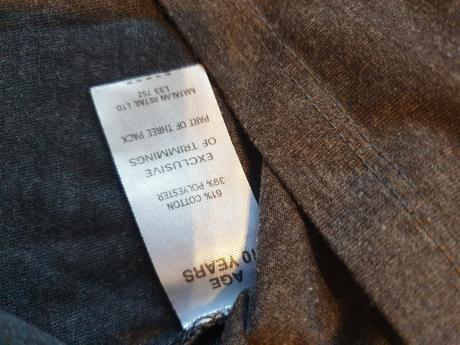 AGE
10 YEARS
61% COTTON
39% POLYESTER
EXCLUSIVE
OF TRIMMINGS
PART OF THREE PACK
MATALAN RETAIL LTD
L33 7SZ